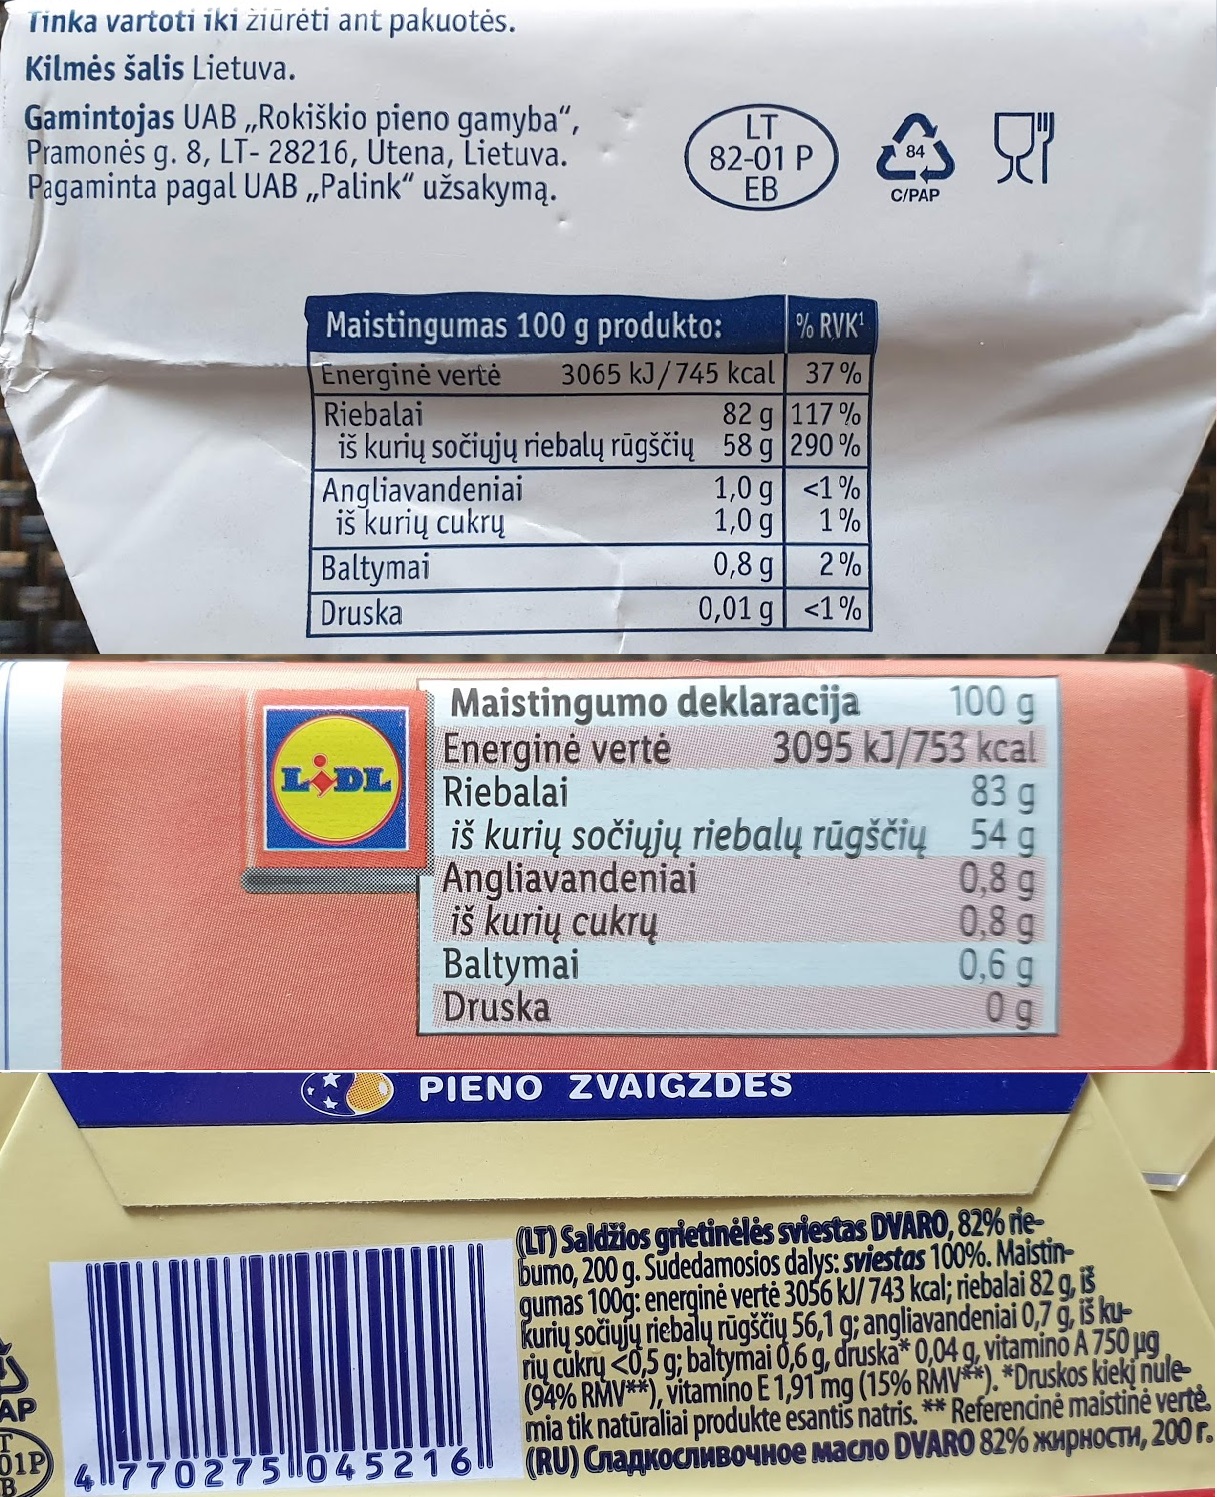 Tinka vartoti iki žiūrėti ant pakuotės.
Kilmės šalis Lietuva.
Gamintojas UAB „Rokiškio pieno gamyba“,
Pramonės g. 8, LT- 28216, Utena, Lietuva.
Pagaminta pagal UAB „Palink“ užsakymą.
LT
82-01 P
EB
84
C/PAP
Maistingumas 100 g produkto: % RVK¹
Energinė vertė 3065 kJ/745 kcal 37 %
Riebalai 82 g 117 %
iš kurių sočiųjų riebalų rūgščių 58 g 290 %
Angliavandeniai 1,0 g <1 %
iš kurių cukrų 1,0 g 1 %
Baltymai 0,8 g 2 %
Druska 0,01 g <1 %
LIDL
Maistingumo deklaracija 100 g
Energinė vertė 3095 kJ/753 kcal
Riebalai 83 g
iš kurių sočiųjų riebalų rūgščių 54 g
Angliavandeniai 0,8 g
iš kurių cukrų 0,8 g
Baltymai 0,6 g
Druska 0 g
PIENO ŽVAIGŽDĖS
(LT) Saldžios grietinėlės sviestas DVARO, 82% rie-
bumo, 200 g. Sudedamosios dalys: sviestas 100%. Maistin-
gumas 100g: energinė vertė 3056 kJ/ 743 kcal; riebalai 82 g, iš
kurių sočiųjų riebalų rūgščių 56,1 g; angliavandeniai 0,7 g, iš ku-
rių cukrų <0,5 g; baltymai 0,6 g, druska* 0,04 g, vitamino A 750 µg
(94% RMV**), vitamino E 1,91 mg (15% RMV**). *Druskos kiekį nule-
mia tik natūraliai produkte esantis natris. ** Referencinė maistinė vertė.
(RU) Сладкосливочное масло DVARO 82% жирности, 200 г.
AP
01P
B
4 770275 045216